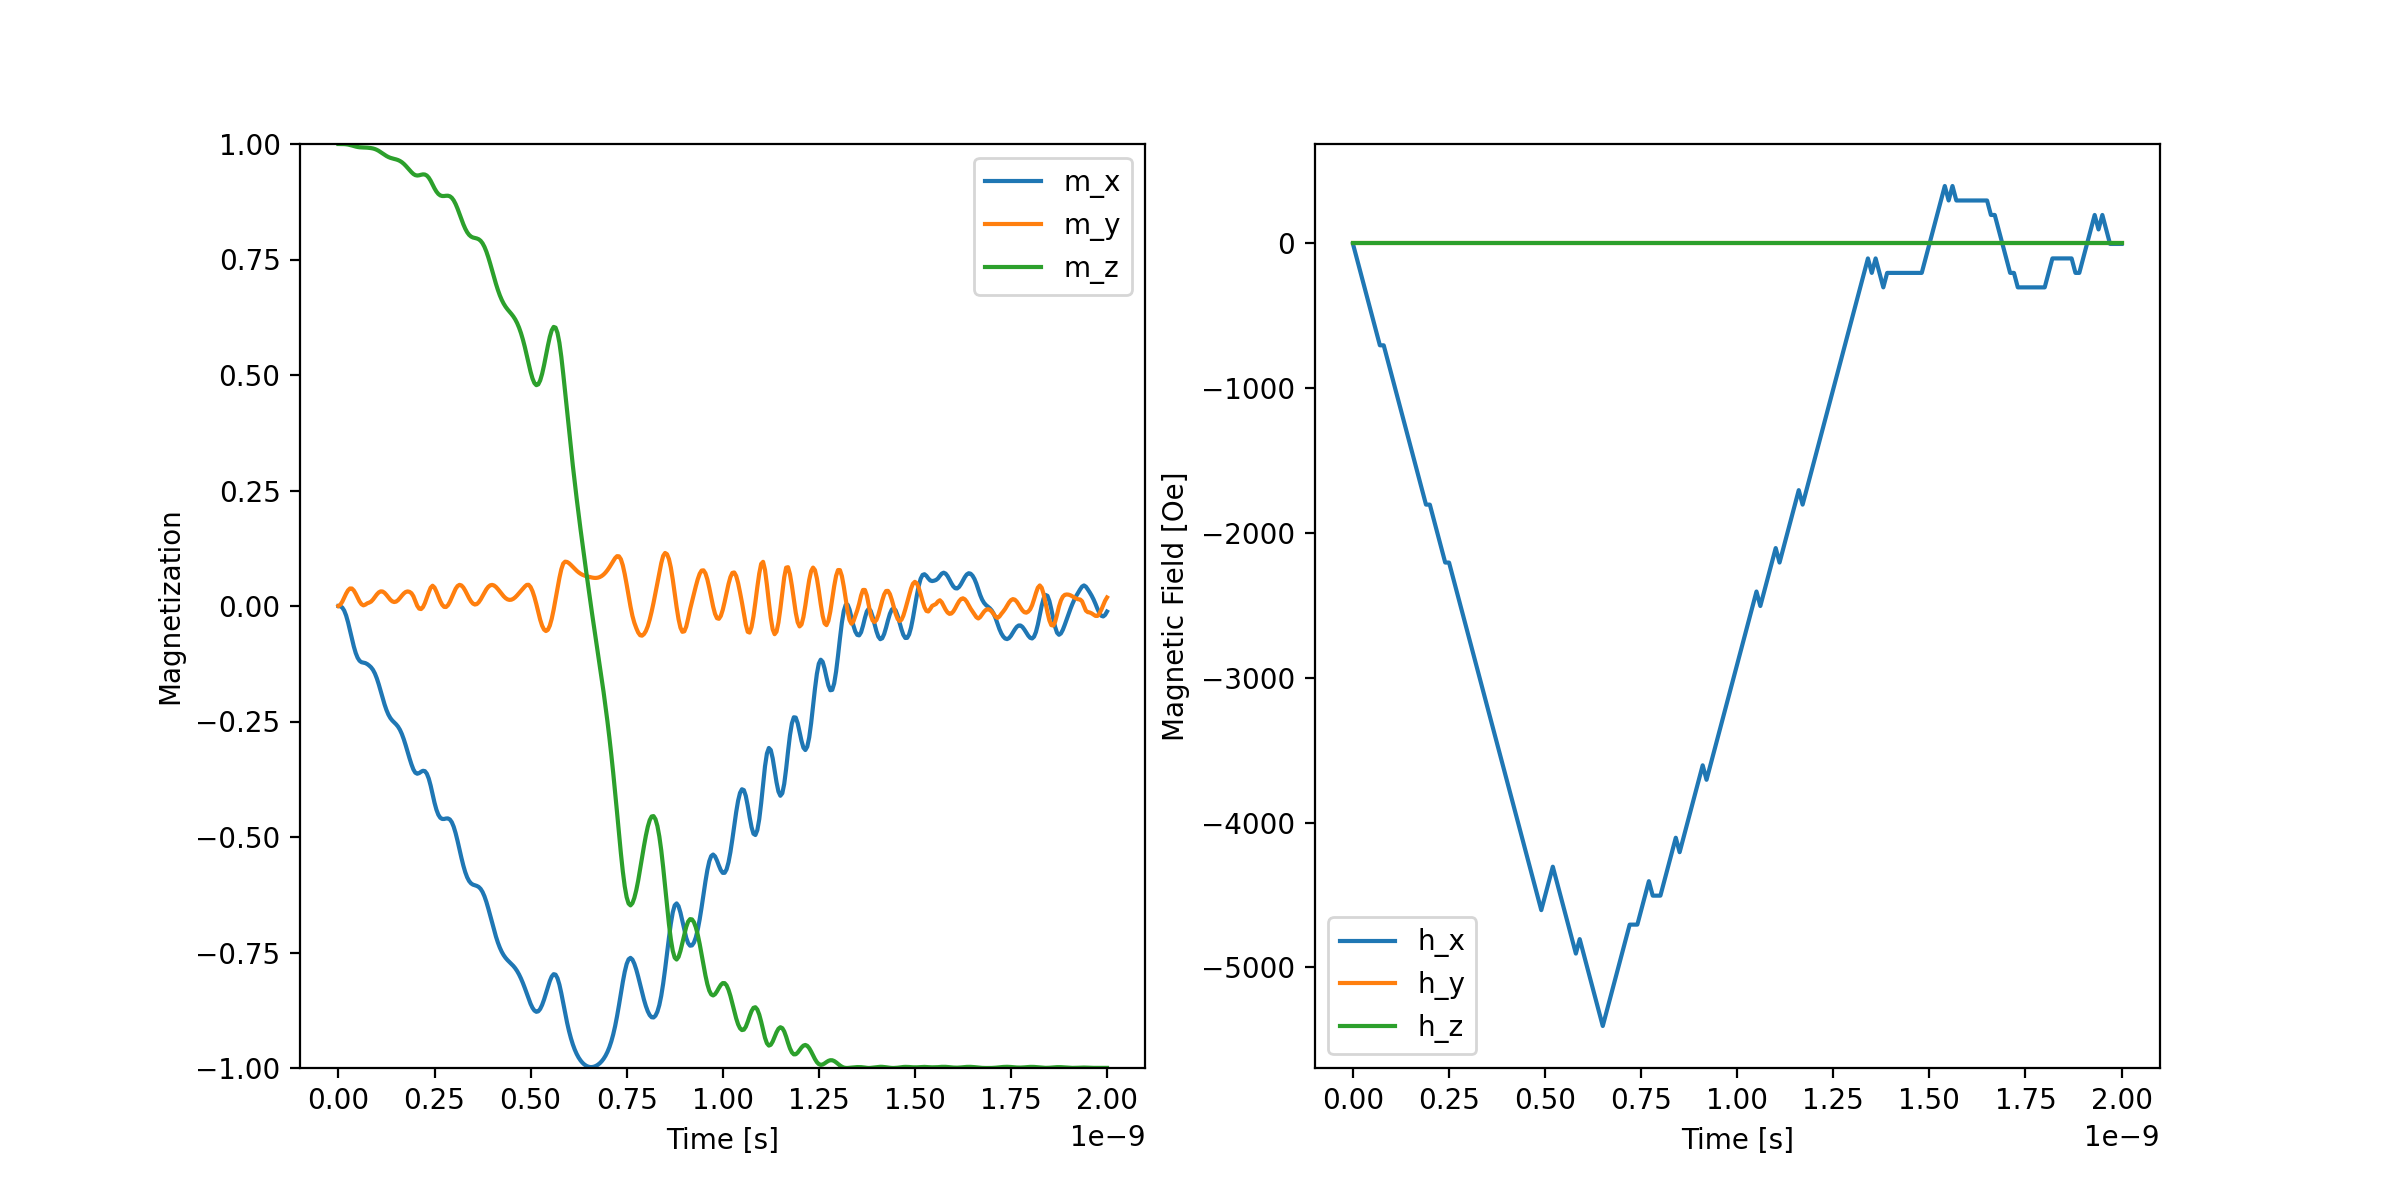 Magnetization
1.00
0.75
0.50
0.25
0.00
−0.25
−0.50
−0.75
−1.00
m_x
m_y
m_z
0.00 0.25 0.50 0.75 1.00 1.25 1.50 1.75 2.00
Time [s]
1e−9
Magnetic Field [Oe]
0
−1000
−2000
−3000
−4000
−5000
h_x
h_y
h_z
0.00 0.25 0.50 0.75 1.00 1.25 1.50 1.75 2.00
Time [s]
1e−9